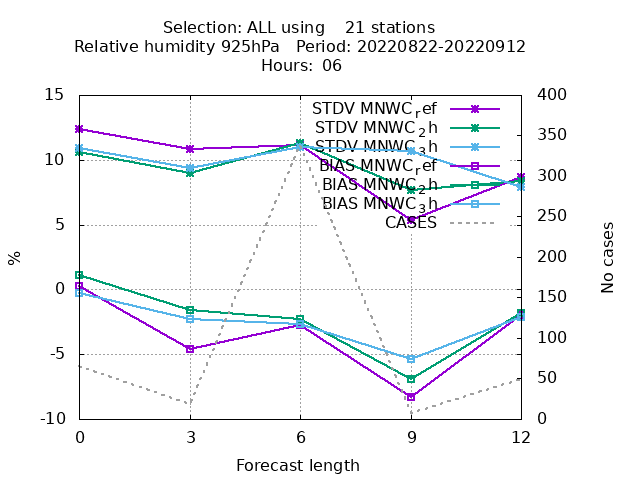 Selection: ALL using 21 stations
Relative humidity 925hPa Period: 20220822-20220912
Hours: 06
15
10
5
0
-5
-10
%
400
350
300
250
200
150
100
50
0
No cases
STDV MNWC_ref
STDV MNWC_2h
STDV MNWC_3h
BIAS MNWC_ref
BIAS MNWC_2h
BIAS MNWC_3h
CASES
0 3 6 9 12
Forecast length